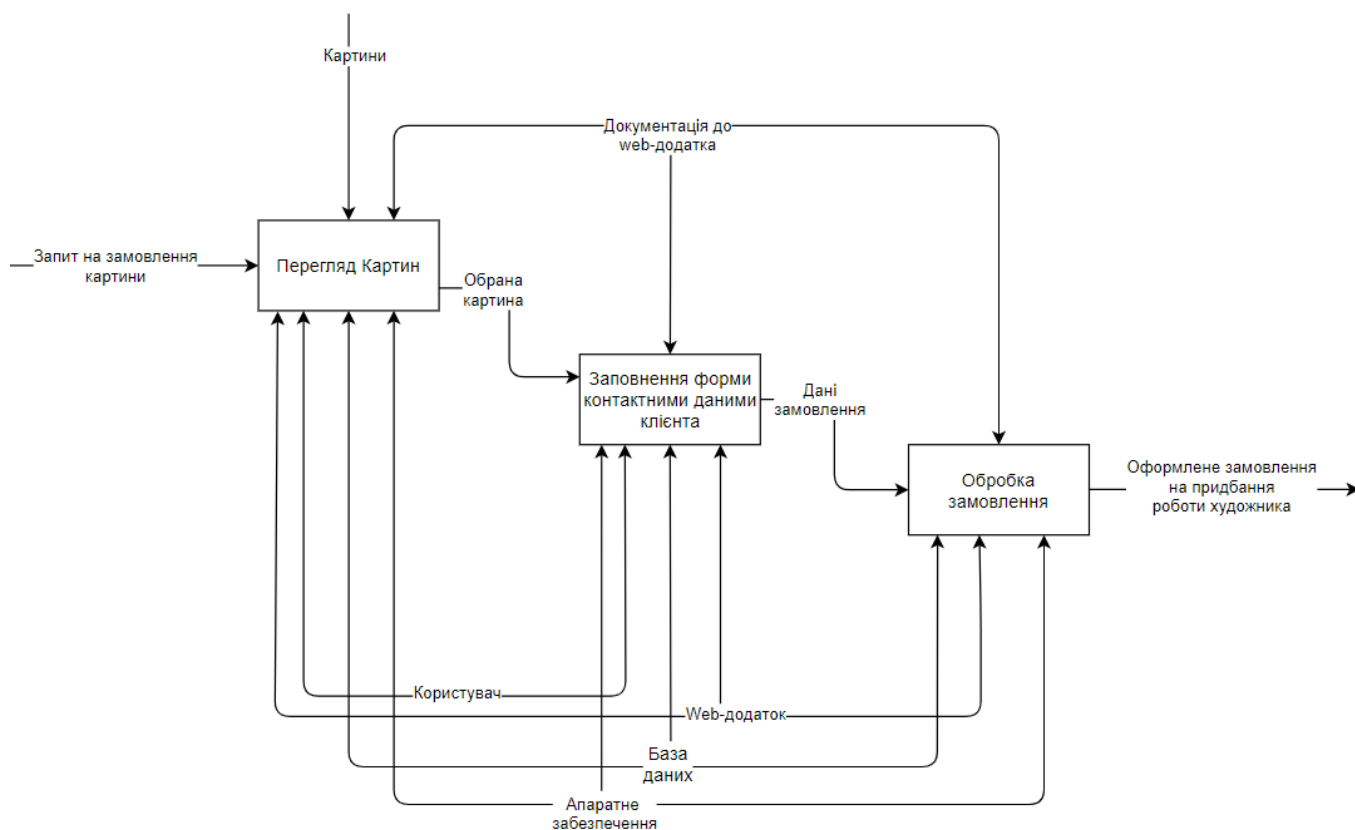 Картини
Документація до
web-додатка
Запит на замовлення
картини
Перегляд Картин
Обрана
картина
Заповнення форми
контактними даними
клієнта
Дані
замовлення
Обробка
замовлення
Оформлене замовлення
на придбання
роботи художника
Користувач
Web-додаток
База
даних
Апаратне
забезпечення